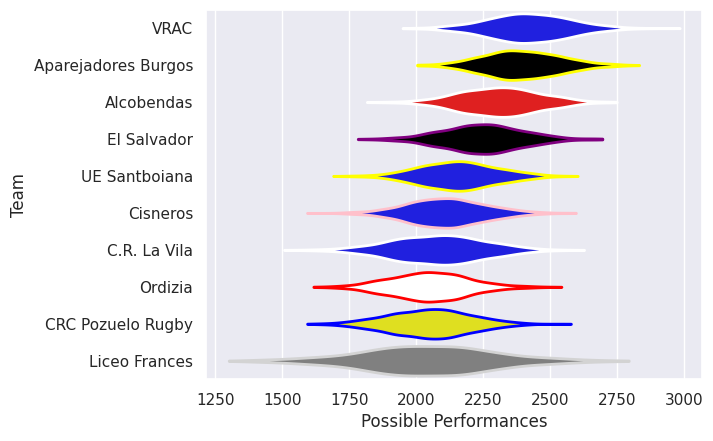 VRAC
Aparejadores Burgos
Alcobendas
El Salvador
UE Santboiana
Cisneros
C.R. La Vila
Ordizia
CRC Pozuelo Rugby
Liceo Frances
Team
1250 1500 1750 2000 2250 2500 2750 3000
Possible Performances